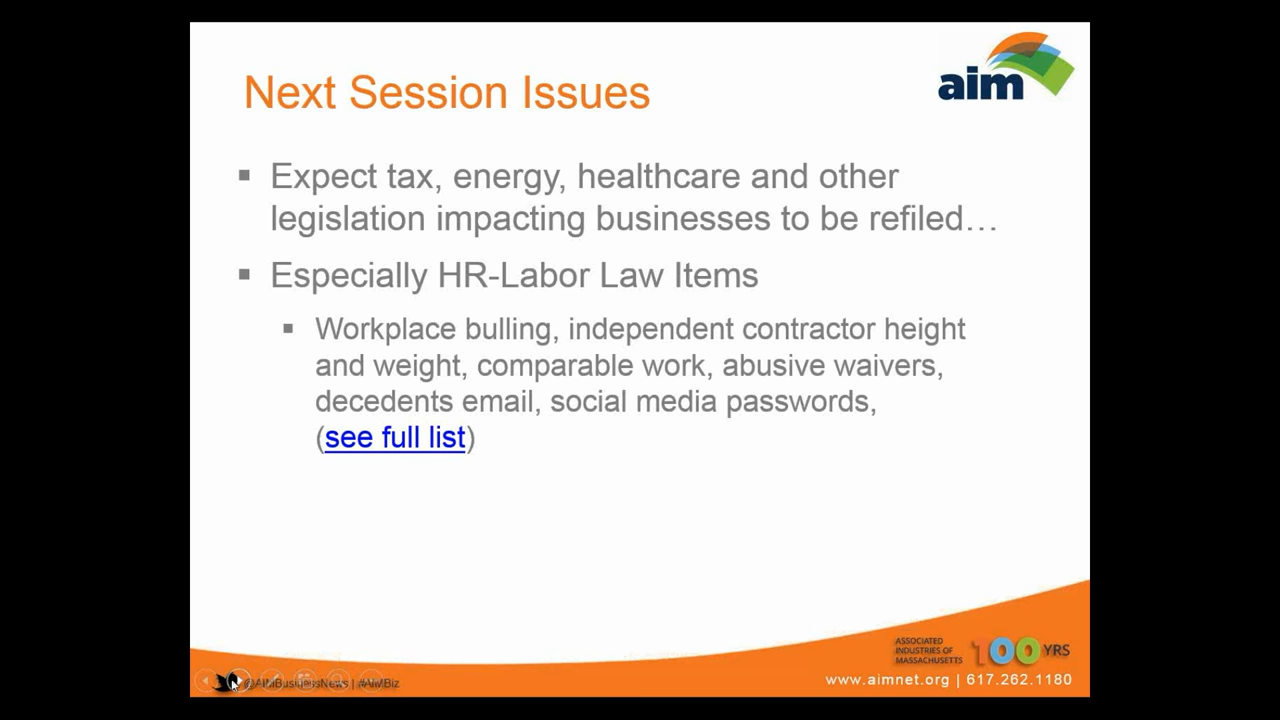 Next Session Issues
aim
Expect tax, energy, healthcare and other
legislation impacting businesses to be refiled…
Especially HR-Labor Law Items
Workplace bulling, independent contractor height
and weight, comparable work, abusive waivers,
decedents email, social media passwords,
(see full list)
ASSOCIATED
INDUSTRIES OF
MASSACHUSETTS
100 YRS
@AIMBusinessNews | #AIMBiz
www.aimnet.org | 617.262.1180